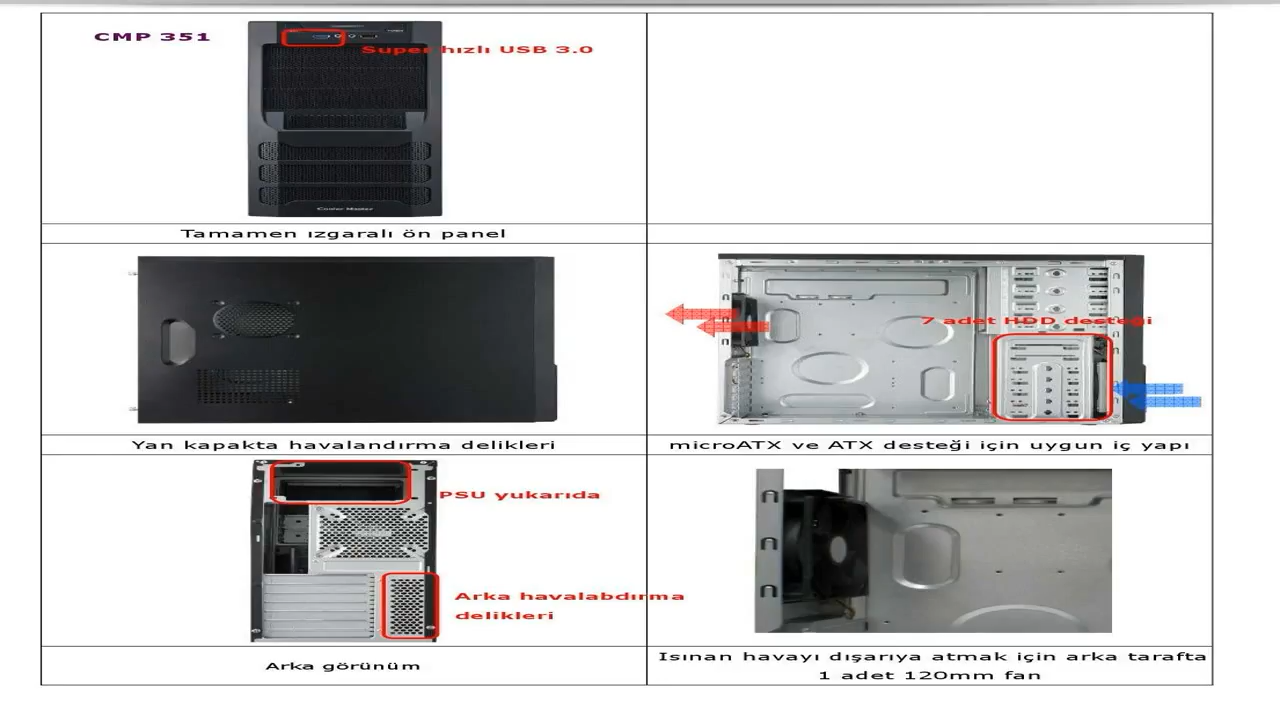 CMP 351
Super hızlı USB 3.0
Cooler Master
Tamamen ızgaralı ön panel
7 adet HDD desteği
Yan kapakta havalandırma delikleri
microATX ve ATX desteği için uygun iç yapı
PSU yukarıda
Arka havalabdırma
delikleri
Arka görünüm
Isınan havayı dışarıya atmak için arka tarafta
1 adet 120mm fan